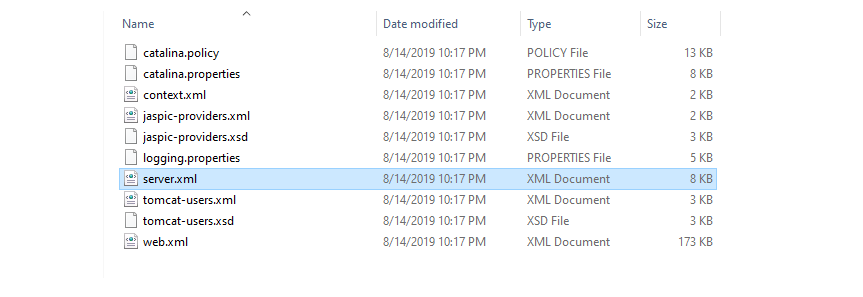 Name Date modified Type Size
catalina.policy 8/14/2019 10:17 PM POLICY File 13 KB
catalina.properties 8/14/2019 10:17 PM PROPERTIES File 8 KB
context.xml 8/14/2019 10:17 PM XML Document 2 KB
jaspic-providers.xml 8/14/2019 10:17 PM XML Document 2 KB
jaspic-providers.xsd 8/14/2019 10:17 PM XSD File 3 KB
logging.properties 8/14/2019 10:17 PM PROPERTIES File 5 KB
server.xml 8/14/2019 10:17 PM XML Document 8 KB
tomcat-users.xml 8/14/2019 10:17 PM XML Document 3 KB
tomcat-users.xsd 8/14/2019 10:17 PM XSD File 3 KB
web.xml 8/14/2019 10:17 PM XML Document 173 KB